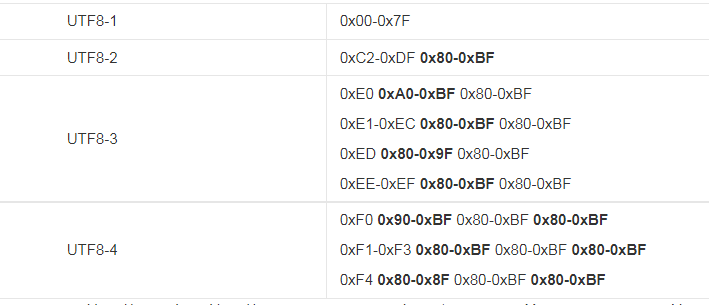 UTF8-1 0x00-0x7F
UTF8-2 0xC2-0xDF 0x80-0xBF
UTF8-3
0xE0 0xA0-0xBF 0x80-0xBF
0xE1-0xEC 0x80-0xBF 0x80-0xBF
0xED 0x80-0x9F 0x80-0xBF
0xEE-0xEF 0x80-0xBF 0x80-0xBF
UTF8-4
0xF0 0x90-0xBF 0x80-0xBF 0x80-0xBF
0xF1-0xF3 0x80-0xBF 0x80-0xBF 0x80-0xBF
0xF4 0x80-0x8F 0x80-0xBF 0x80-0xBF